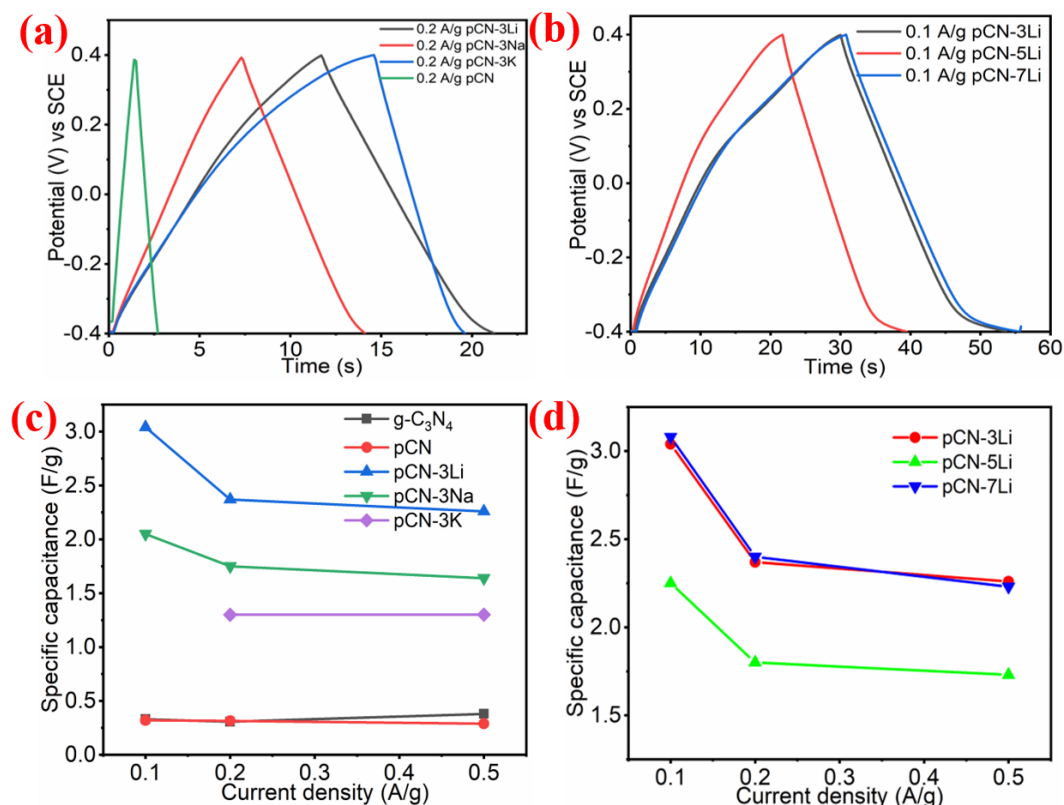 (a)
0.2 A/g pCN-3Li
0.2 A/g pCN-3Na
0.2 A/g pCN-3K
0.2 A/g pCN
Potential (V) vs SCE
0.4
0.2
0.0
-0.2
-0.4
0 5 10 15 20
Time (s)
(b)
0.1 A/g pCN-3Li
0.1 A/g pCN-5Li
0.1 A/g pCN-7Li
Potential (V) vs SCE
0.4
0.2
0.0
-0.2
-0.4
0 10 20 30 40 50 60
Time (s)
(c)
g-C₃N₄
pCN
pCN-3Li
pCN-3Na
pCN-3K
Specific capacitance (F/g)
3.0
2.5
2.0
1.5
1.0
0.5
0.0
0.1 0.2 0.3 0.4 0.5
Current density (A/g)
(d)
pCN-3Li
pCN-5Li
pCN-7Li
Specific capacitance (F/g)
3.0
2.5
2.0
1.5
0.1 0.2 0.3 0.4 0.5
Current density (A/g)